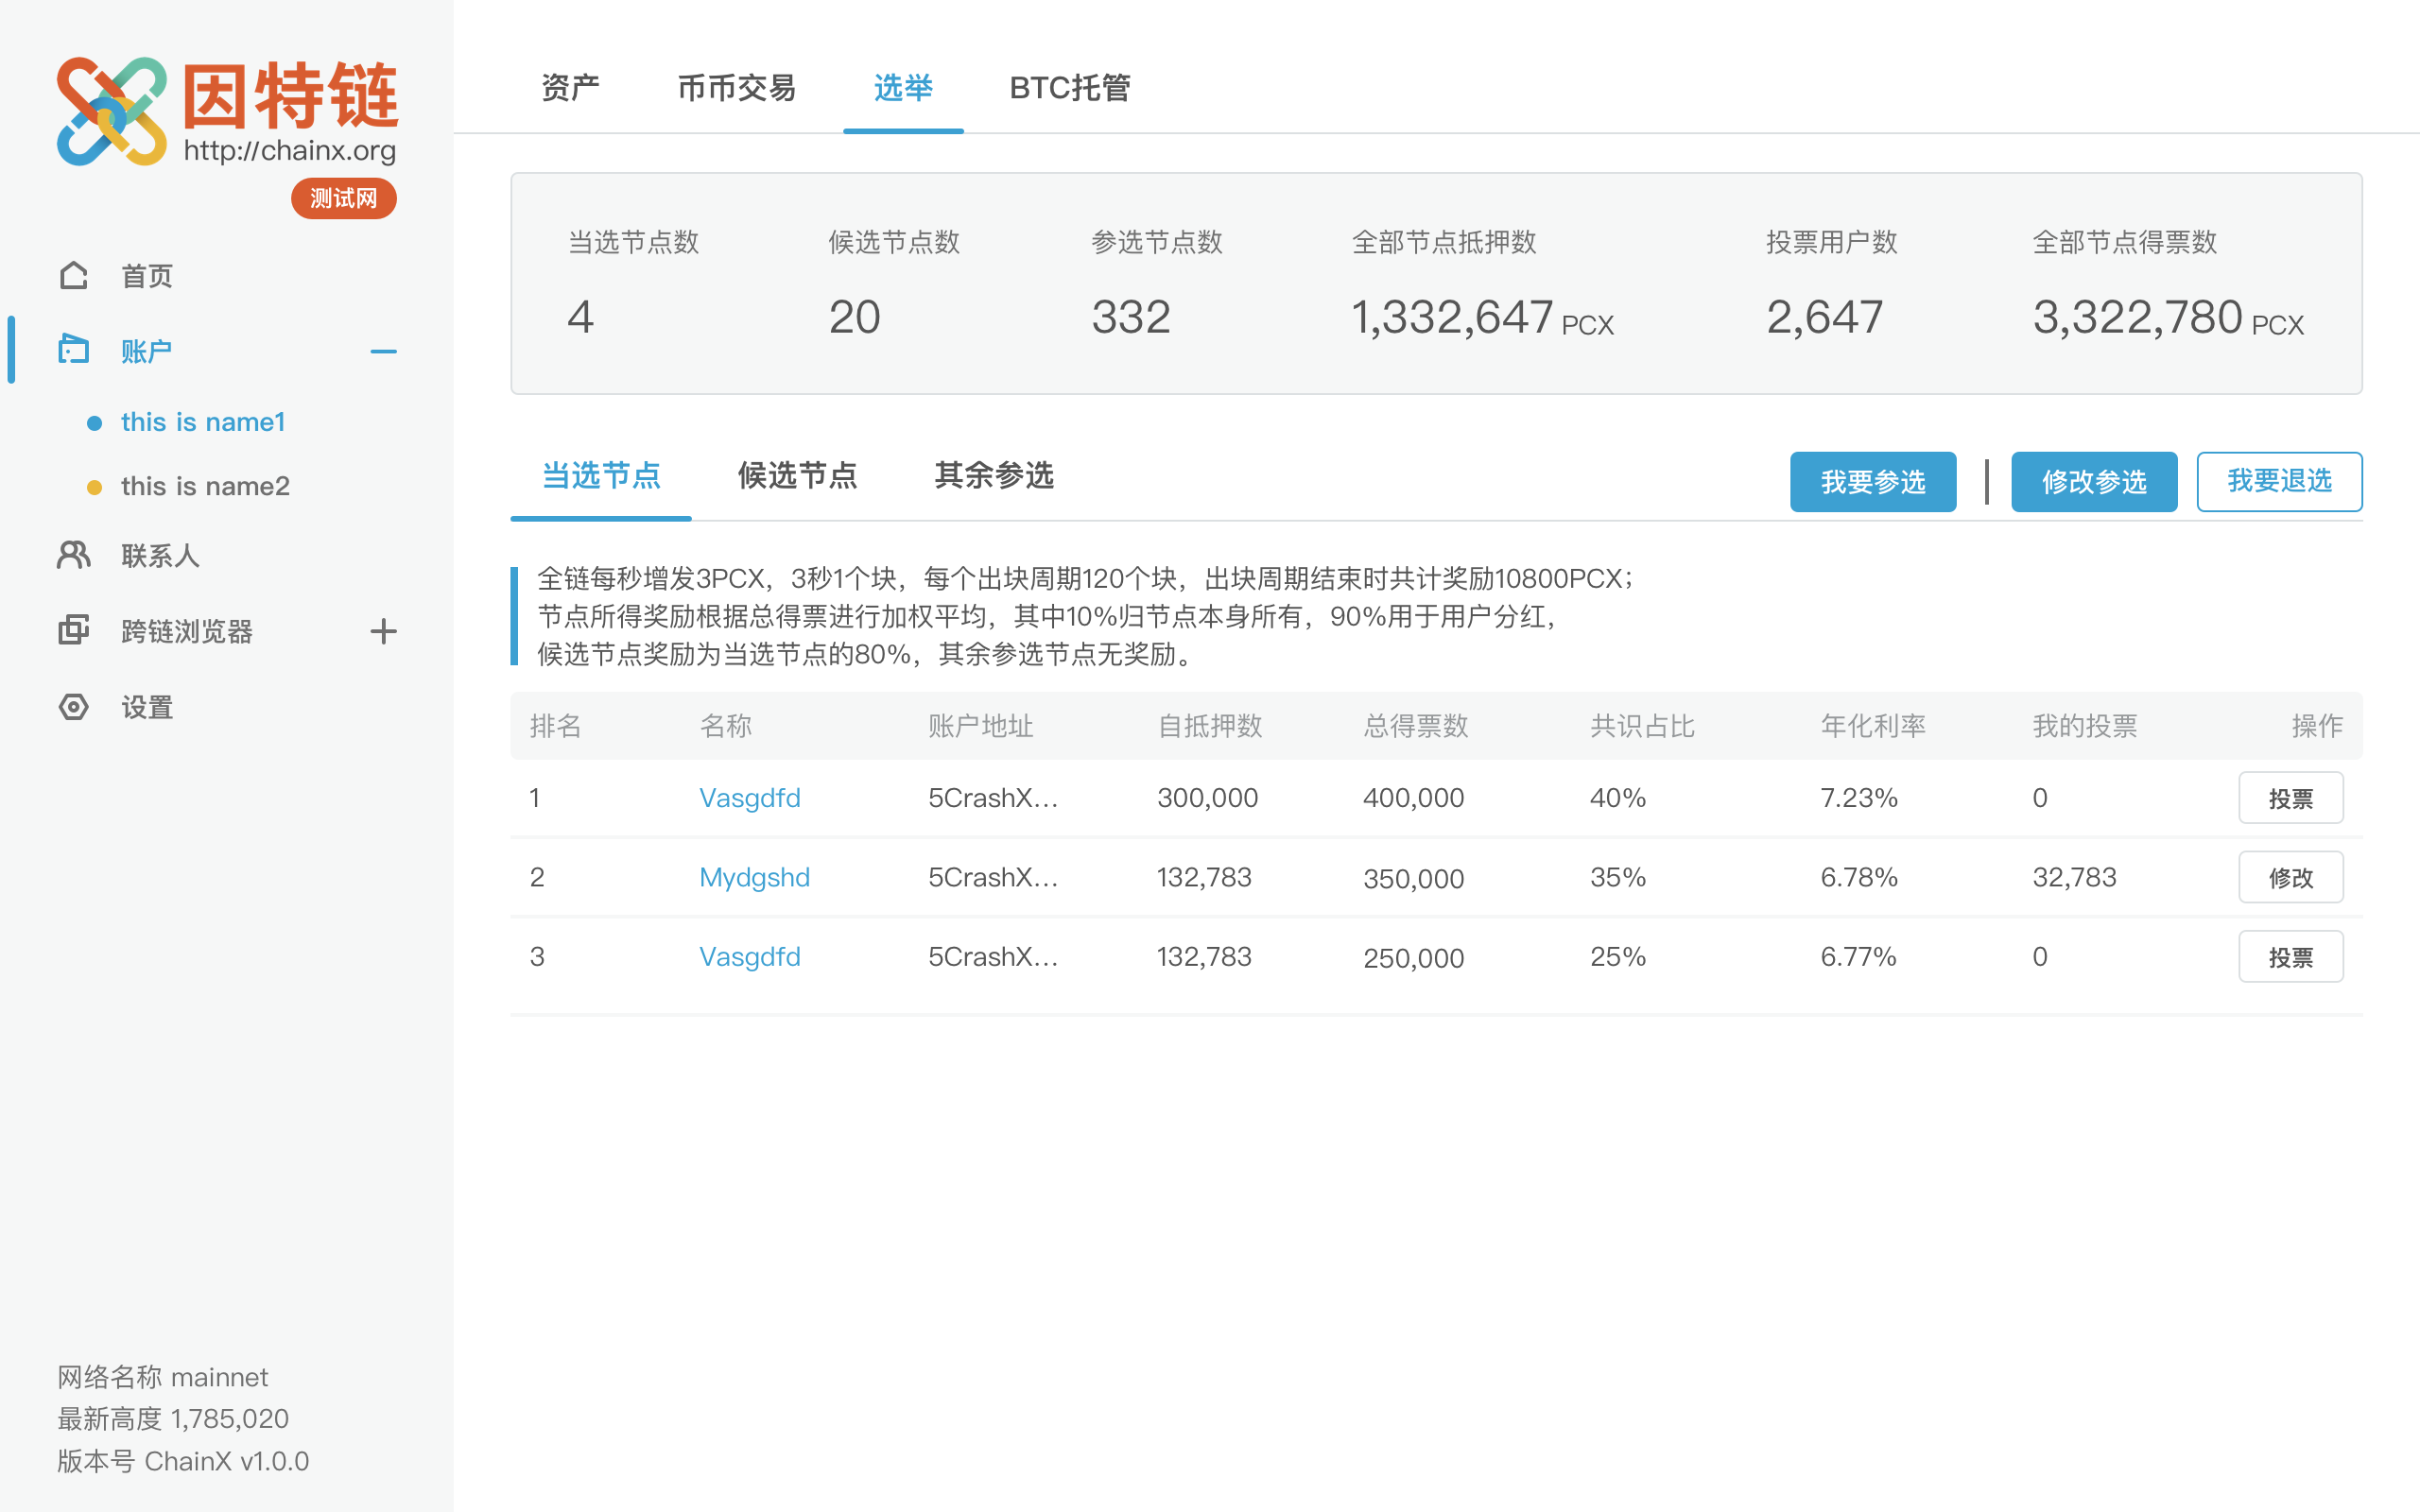 因特链
http://chainx.org
测试网
首页
账户
this is name1
this is name2
联系人
跨链浏览器
设置
网络名称 mainnet
最新高度 1,785,020
版本号 ChainX v1.0.0
资产 币币交易 选举 BTC托管
当选节点数 候选节点数 参选节点数 全部节点抵押数 投票用户数 全部节点得票数
4 20 332 1,332,647 PCX 2,647 3,322,780 PCX
当选节点 候选节点 其余参选 我要参选 修改参选 我要退选
全链每秒增发3PCX，3秒1个块，每个出块周期120个块，出块周期结束时共计奖励10800PCX；
节点所得奖励根据总得票进行加权平均，其中10%归节点本身所有，90%用于用户分红，
候选节点奖励为当选节点的80%，其余参选节点无奖励。
排名 名称 账户地址 自抵押数 总得票数 共识占比 年化利率 我的投票 操作
1 Vasgdfd 5CrashX... 300,000 400,000 40% 7.23% 0 投票
2 Mydgshd 5CrashX... 132,783 350,000 35% 6.78% 32,783 修改
3 Vasgdfd 5CrashX... 132,783 250,000 25% 6.77% 0 投票